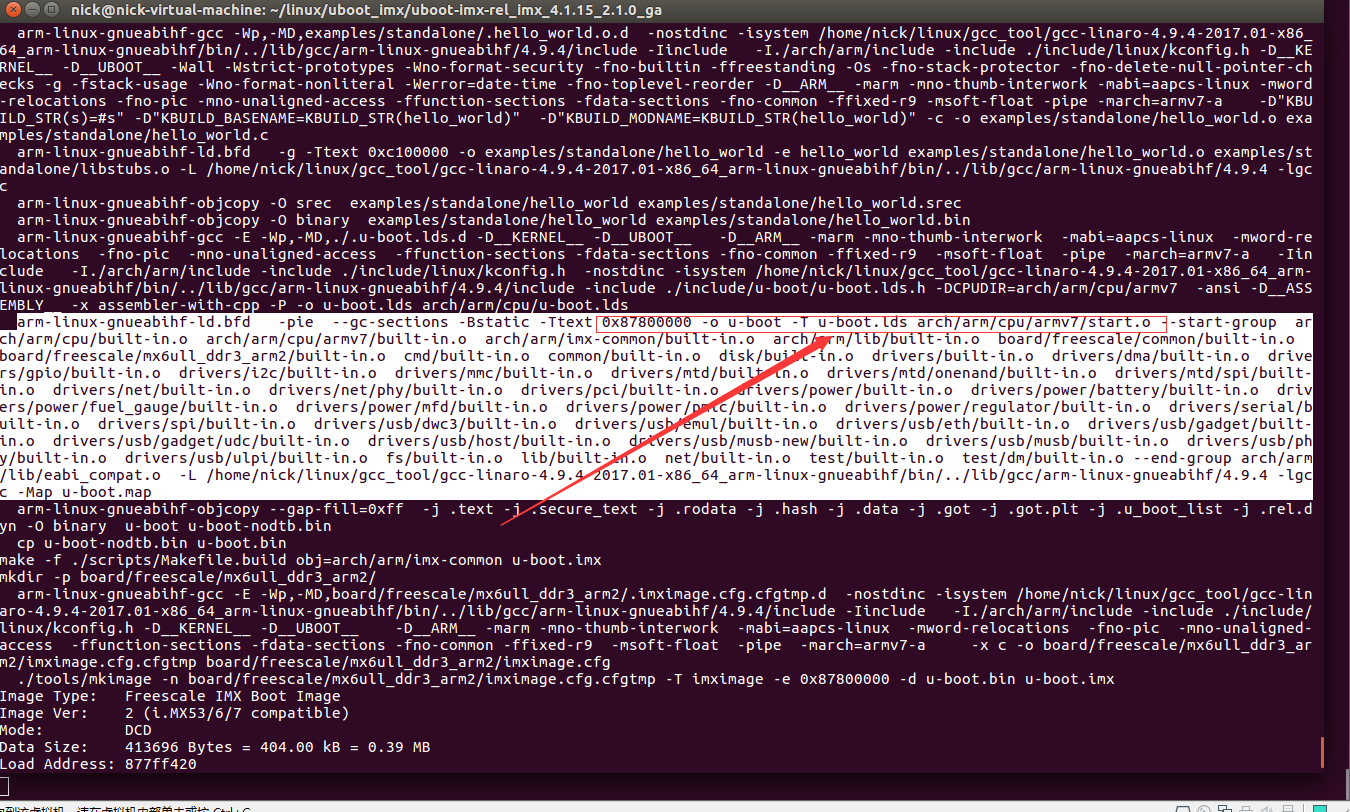 nick@nick-virtual-machine: ~/linux/uboot_imx/uboot-imx-rel_imx_4.1.15_2.1.0_ga
  arm-linux-gnueabihf-gcc -Wp,-MD,examples/standalone/.hello_world.o.d  -nostdinc -isystem /home/nick/linux/gcc_tool/gcc-linaro-4.9.4-2017.01-x86_
64_arm-linux-gnueabihf/bin/../lib/gcc/arm-linux-gnueabihf/4.9.4/include -Iinclude   -I./arch/arm/include -include ./include/linux/kconfig.h -D__KE
RNEL__ -D__UBOOT__ -Wall -Wstrict-prototypes -Wno-format-security -fno-builtin -ffreestanding -Os -fno-stack-protector -fno-delete-null-pointer-ch
ecks -g -fstack-usage -Wno-format-nonliteral -Werror=date-time -fno-toplevel-reorder -D__ARM__ -marm -mno-thumb-interwork -mabi=aapcs-linux -mword
-relocations -fno-pic -mno-unaligned-access -ffunction-sections -fdata-sections -fno-common -ffixed-r9 -msoft-float -pipe -march=armv7-a    -D"KBU
ILD_STR(s)=#s" -D"KBUILD_BASENAME=KBUILD_STR(hello_world)"  -D"KBUILD_MODNAME=KBUILD_STR(hello_world)" -c -o examples/standalone/hello_world.o exa
mples/standalone/hello_world.c
  arm-linux-gnueabihf-ld.bfd   -g -Ttext 0xc100000 -o examples/standalone/hello_world -e hello_world examples/standalone/hello_world.o examples/st
andalone/libstubs.o -L /home/nick/linux/gcc_tool/gcc-linaro-4.9.4-2017.01-x86_64_arm-linux-gnueabihf/bin/../lib/gcc/arm-linux-gnueabihf/4.9.4 -lgc
c
  arm-linux-gnueabihf-objcopy -O srec  examples/standalone/hello_world examples/standalone/hello_world.srec
  arm-linux-gnueabihf-objcopy -O binary  examples/standalone/hello_world examples/standalone/hello_world.bin
  arm-linux-gnueabihf-gcc -E -Wp,-MD,./.u-boot.lds.d -D__KERNEL__ -D__UBOOT__   -D__ARM__ -marm -mno-thumb-interwork  -mabi=aapcs-linux  -mword-re
locations  -fno-pic  -mno-unaligned-access  -ffunction-sections -fdata-sections -fno-common -ffixed-r9  -msoft-float  -pipe  -march=armv7-a   -Iin
clude   -I./arch/arm/include -include ./include/linux/kconfig.h  -nostdinc -isystem /home/nick/linux/gcc_tool/gcc-linaro-4.9.4-2017.01-x86_64_arm-
linux-gnueabihf/bin/../lib/gcc/arm-linux-gnueabihf/4.9.4/include -include ./include/u-boot/u-boot.lds.h -DCPUDIR=arch/arm/cpu/armv7  -ansi -D__ASS
EMBLY__ -x assembler-with-cpp -P -o u-boot.lds arch/arm/cpu/u-boot.lds
  arm-linux-gnueabihf-ld.bfd   -pie  --gc-sections -Bstatic -Ttext 0x87800000 -o u-boot -T u-boot.lds arch/arm/cpu/armv7/start.o --start-group  ar
ch/arm/cpu/built-in.o  arch/arm/cpu/armv7/built-in.o  arch/arm/imx-common/built-in.o  arch/arm/lib/built-in.o  board/freescale/common/built-in.o
board/freescale/mx6ull_ddr3_arm2/built-in.o  cmd/built-in.o  common/built-in.o  disk/built-in.o  drivers/built-in.o  drivers/dma/built-in.o  drive
rs/gpio/built-in.o  drivers/i2c/built-in.o  drivers/mmc/built-in.o  drivers/mtd/built-in.o  drivers/mtd/onenand/built-in.o  drivers/mtd/spi/built-
in.o  drivers/net/built-in.o  drivers/net/phy/built-in.o  drivers/pci/built-in.o  drivers/power/built-in.o  drivers/power/battery/built-in.o  driv
ers/power/fuel_gauge/built-in.o  drivers/power/mfd/built-in.o  drivers/power/pmic/built-in.o  drivers/power/regulator/built-in.o  drivers/serial/b
uilt-in.o  drivers/spi/built-in.o  drivers/usb/dwc3/built-in.o  drivers/usb/emul/built-in.o  drivers/usb/eth/built-in.o  drivers/usb/gadget/built-
in.o  drivers/usb/gadget/udc/built-in.o  drivers/usb/host/built-in.o  drivers/usb/musb-new/built-in.o  drivers/usb/musb/built-in.o  drivers/usb/ph
y/built-in.o  drivers/usb/ulpi/built-in.o  fs/built-in.o  lib/built-in.o  net/built-in.o  test/built-in.o  test/dm/built-in.o --end-group arch/arm
/lib/eabi_compat.o  -L /home/nick/linux/gcc_tool/gcc-linaro-4.9.4-2017.01-x86_64_arm-linux-gnueabihf/bin/../lib/gcc/arm-linux-gnueabihf/4.9.4 -lgc
c -Map u-boot.map
  arm-linux-gnueabihf-objcopy --gap-fill=0xff  -j .text -j .secure_text -j .rodata -j .hash -j .data -j .got -j .got.plt -j .u_boot_list -j .rel.d
yn -O binary  u-boot u-boot-nodtb.bin
  cp u-boot-nodtb.bin u-boot.bin
make -f ./scripts/Makefile.build obj=arch/arm/imx-common u-boot.imx
mkdir -p board/freescale/mx6ull_ddr3_arm2/
  arm-linux-gnueabihf-gcc -E -Wp,-MD,board/freescale/mx6ull_ddr3_arm2/.imximage.cfg.cfgtmp.d  -nostdinc -isystem /home/nick/linux/gcc_tool/gcc-lin
aro-4.9.4-2017.01-x86_64_arm-linux-gnueabihf/bin/../lib/gcc/arm-linux-gnueabihf/4.9.4/include -Iinclude   -I./arch/arm/include -include ./include/
linux/kconfig.h -D__KERNEL__ -D__UBOOT__   -D__ARM__ -marm -mno-thumb-interwork  -mabi=aapcs-linux  -mword-relocations  -fno-pic  -mno-unaligned-
access  -ffunction-sections -fdata-sections -fno-common -ffixed-r9  -msoft-float  -pipe  -march=armv7-a     -x c -o board/freescale/mx6ull_ddr3_ar
m2/imximage.cfg.cfgtmp board/freescale/mx6ull_ddr3_arm2/imximage.cfg
  ./tools/mkimage -n board/freescale/mx6ull_ddr3_arm2/imximage.cfg.cfgtmp -T imximage -e 0x87800000 -d u-boot.bin u-boot.imx
Image Type:   Freescale IMX Boot Image
Image Ver:    2 (i.MX53/6/7 compatible)
Mode:         DCD
Data Size:    413696 Bytes = 404.00 kB = 0.39 MB
Load Address: 877ff420